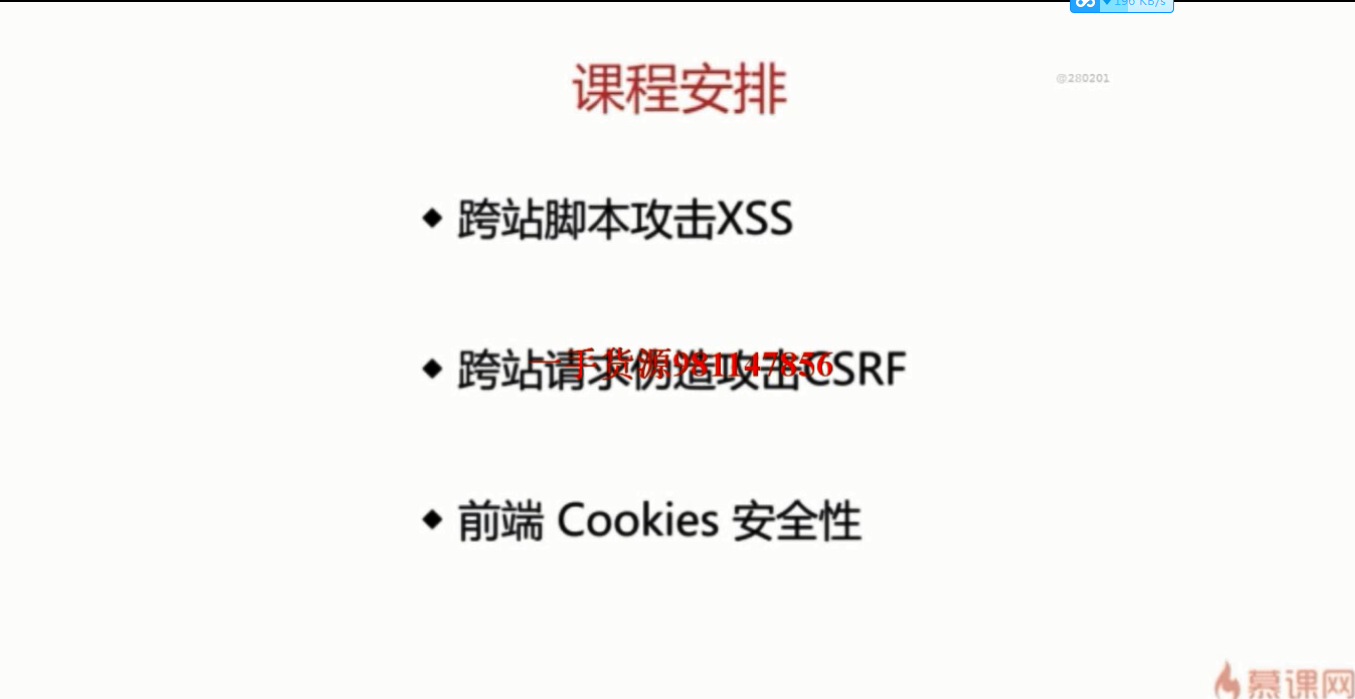 196 KB/s
课程安排
@280201
◆ 跨站脚本攻击XSS
◆ 跨站请求伪造攻击CSRF
一手货源981147856
◆ 前端 Cookies 安全性
慕课网